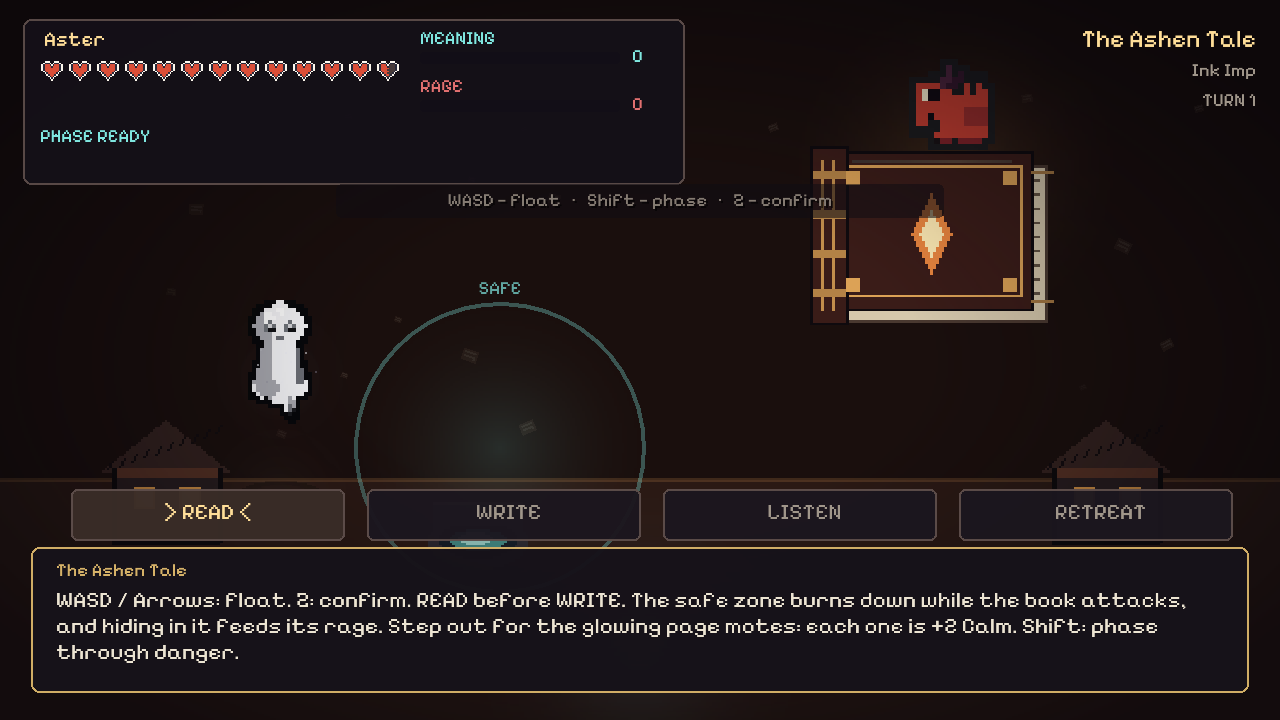 Aster
MEANING
0
RAGE
0
PHASE READY
The Ashen Tale
Ink Imp
TURN 1
WASD - float · Shift - phase · Z - confirm
SAFE
> READ <
WRITE
LISTEN
RETREAT
The Ashen Tale
WASD / Arrows: float. Z: confirm. READ before WRITE. The safe zone burns down while the book attacks,
and hiding in it feeds its rage. Step out for the glowing page motes: each one is +2 Calm. Shift: phase
through danger.